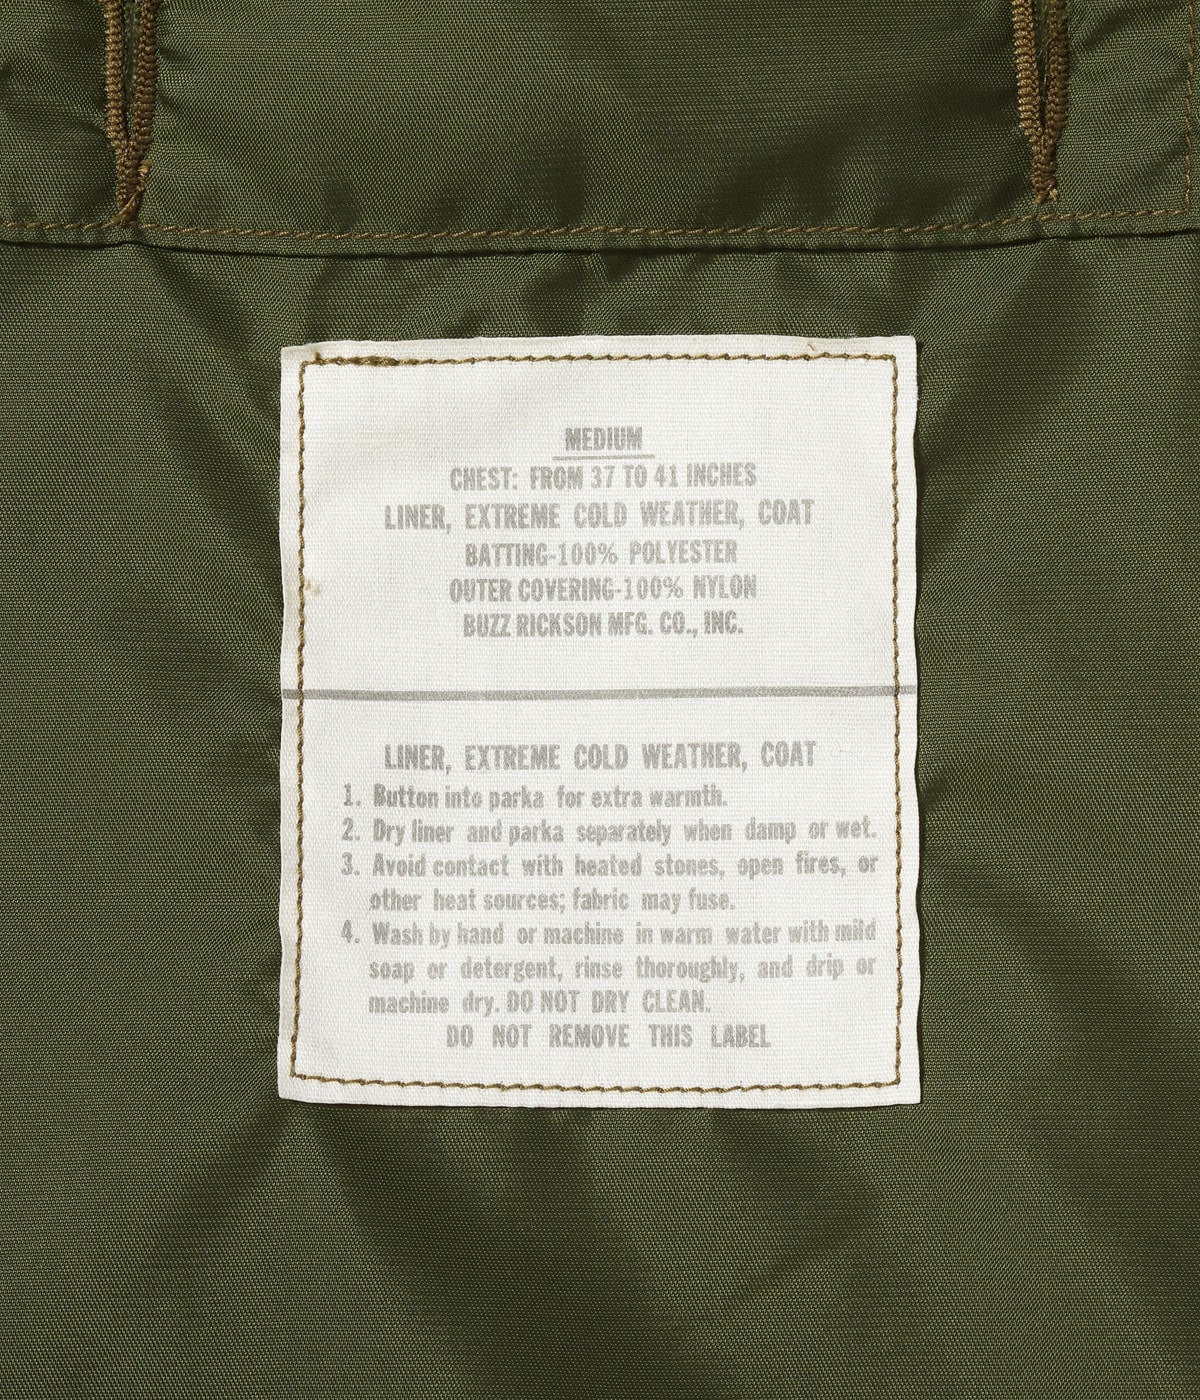 MEDIUM
CHEST: FROM 37 TO 41 INCHES
LINER, EXTREME COLD WEATHER, COAT
BATTING-100% POLYESTER
OUTER COVERING-100% NYLON
BUZZ RICKSON MFG. CO., INC.
LINER, EXTREME COLD WEATHER, COAT
1. Button into parka for extra warmth.
2. Dry liner and parka separately when damp or wet.
3. Avoid contact with heated stones, open fires, or
other heat sources; fabric may fuse.
4. Wash by hand or machine in warm water with mild
soap or detergent, rinse thoroughly, and drip or
machine dry. DO NOT DRY CLEAN.
DO NOT REMOVE THIS LABEL